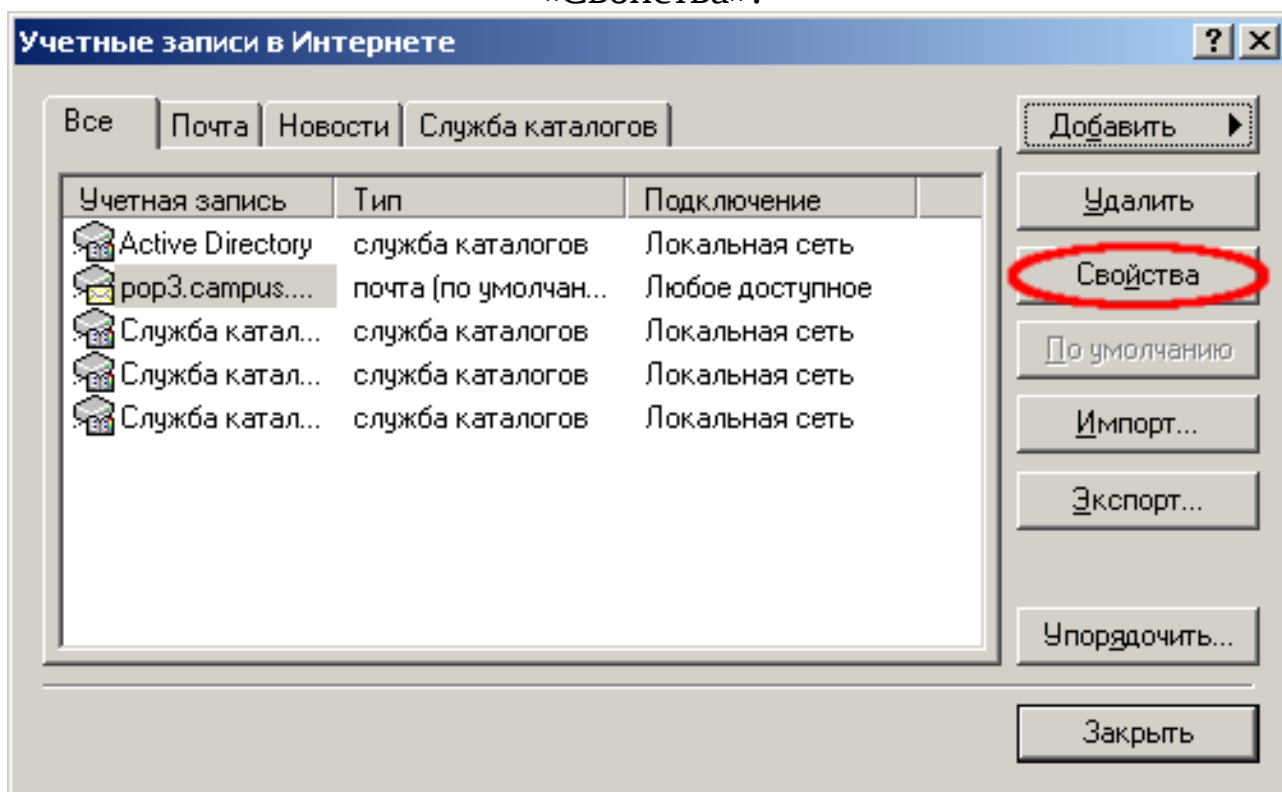 «Свойства».
Учетные записи в Интернете
Все Почта Новости Служба каталогов
Учетная запись Тип Подключение
Active Directory служба каталогов Локальная сеть
pop3.campus.... почта (по умолчан... Любое доступное
Служба катал... служба каталогов Локальная сеть
Служба катал... служба каталогов Локальная сеть
Служба катал... служба каталогов Локальная сеть
Добавить
Удалить
Свойства
По умолчанию
Импорт...
Экспорт...
Упорядочить...
Закрыть